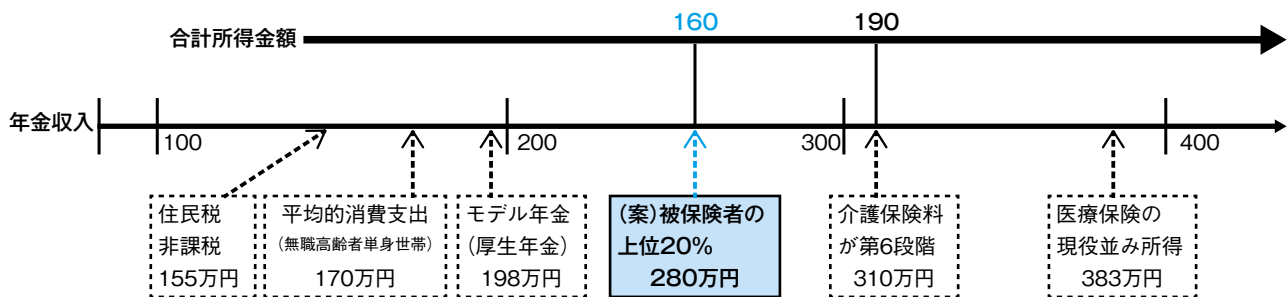 160
190
合計所得金額
年金収入
100
200
300
400
住民税
非課税
155万円
平均的消費支出
(無職高齢者単身世帯)
170万円
モデル年金
(厚生年金)
198万円
(案)被保険者の
上位20%
280万円
介護保険料
が第6段階
310万円
医療保険の
現役並み所得
383万円